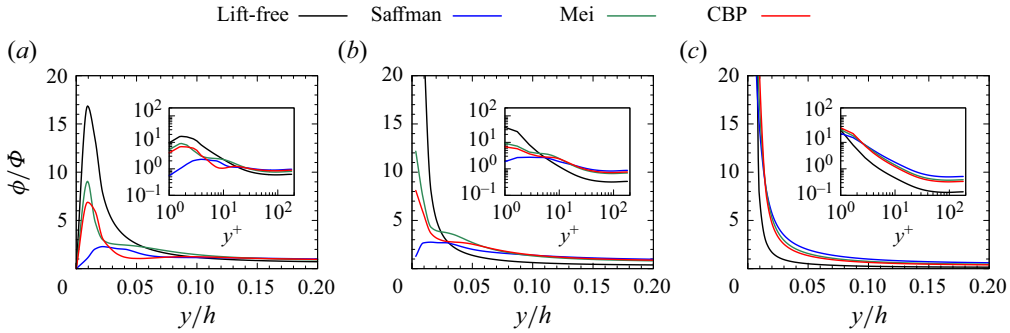 Lift-free Saffman Mei CBP
(a) (b) (c)
20 20 20
15 15 15
10 10 10
5 5 5
0 0.05 0.10 0.15 0.20 0 0.05 0.10 0.15 0.20 0 0.05 0.10 0.15 0.20
ϕ/Φ
y/h y/h y/h
10² 10² 10²
10¹ 10¹ 10¹
10⁰ 10⁰ 10⁰
10⁻¹ 10⁻¹ 10⁻¹
10⁰ 10¹ 10² 10⁰ 10¹ 10² 10⁰ 10¹ 10²
y⁺ y⁺ y⁺